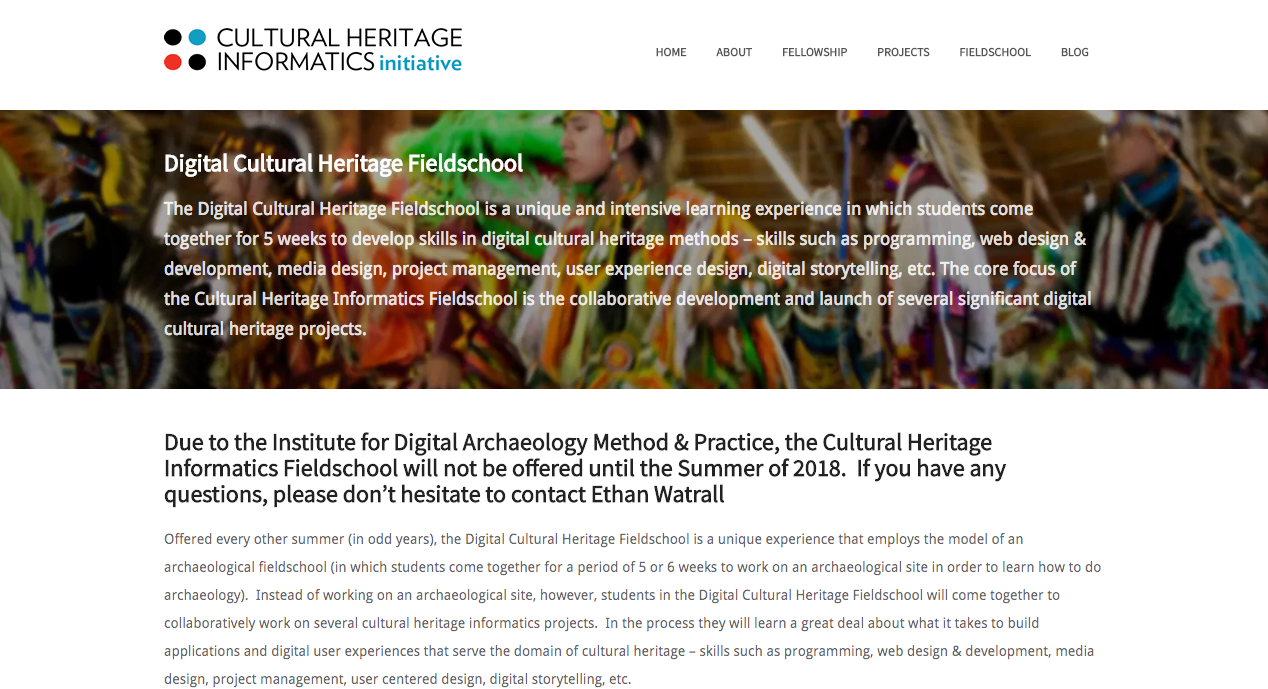 CULTURAL HERITAGE
INFORMATICS initiative
HOME ABOUT FELLOWSHIP PROJECTS FIELDSCHOOL BLOG
Digital Cultural Heritage Fieldschool
The Digital Cultural Heritage Fieldschool is a unique and intensive learning experience in which students come
together for 5 weeks to develop skills in digital cultural heritage methods – skills such as programming, web design &
development, media design, project management, user experience design, digital storytelling, etc. The core focus of
the Cultural Heritage Informatics Fieldschool is the collaborative development and launch of several significant digital
cultural heritage projects.
Due to the Institute for Digital Archaeology Method & Practice, the Cultural Heritage
Informatics Fieldschool will not be offered until the Summer of 2018.  If you have any
questions, please don’t hesitate to contact Ethan Watrall
Offered every other summer (in odd years), the Digital Cultural Heritage Fieldschool is a unique experience that employs the model of an
archaeological fieldschool (in which students come together for a period of 5 or 6 weeks to work on an archaeological site in order to learn how to do
archaeology).  Instead of working on an archaeological site, however, students in the Digital Cultural Heritage Fieldschool will come together to
collaboratively work on several cultural heritage informatics projects.  In the process they will learn a great deal about what it takes to build
applications and digital user experiences that serve the domain of cultural heritage – skills such as programming, web design & development, media
design, project management, user centered design, digital storytelling, etc.